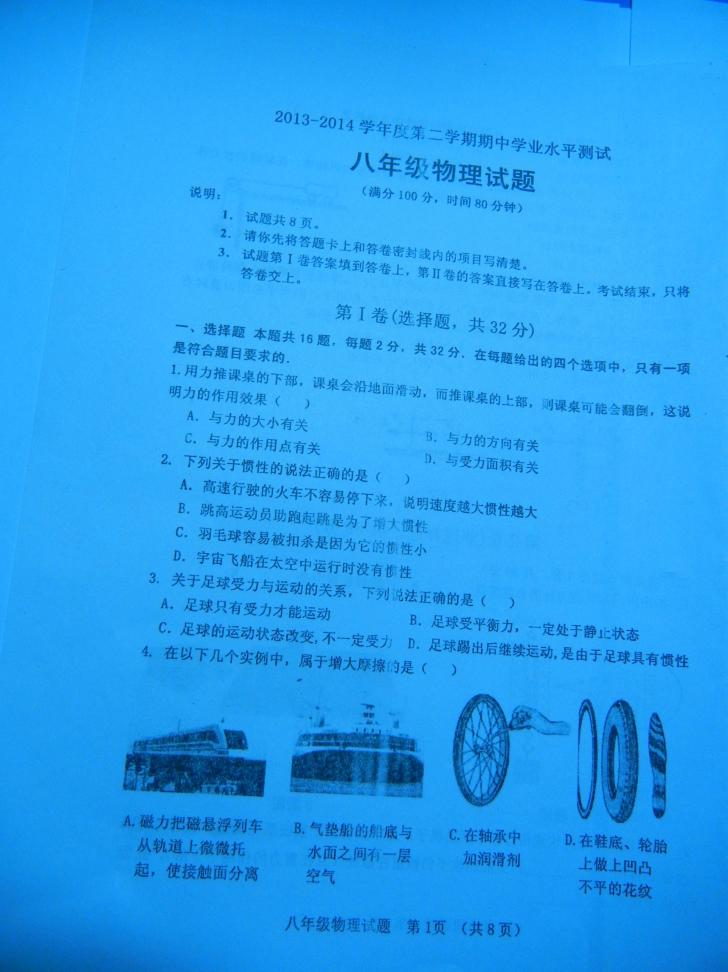 2013-2014 学年度第二学期期中学业水平测试
八年级物理试题
(满分 100 分，时间 80 分钟)
说明：
1. 试题共 8 页。
2. 请你先将答题卡上和答卷密封线内的项目写清楚。
3. 试题第 I 卷答案填到答卷上，第 II 卷的答案直接写在答卷上。考试结束，只将
答卷交上。
第 I 卷(选择题，共 32 分)
一、选择题 本题共 16 题，每题 2 分，共 32 分．在每题给出的四个选项中，只有一项
是符合题目要求的．
1.用力推课桌的下部，课桌会沿地面滑动，而推课桌的上部，则课桌可能会翻倒，这说
明力的作用效果（ ）
A．与力的大小有关 B．与力的方向有关
C．与力的作用点有关 D．与受力面积有关
2．下列关于惯性的说法正确的是（ ）
A．高速行驶的火车不容易停下来，说明速度越大惯性越大
B．跳高运动员助跑起跳是为了增大惯性
C．羽毛球容易被扣杀是因为它的惯性小
D．宇宙飞船在太空中运行时没有惯性
3．关于足球受力与运动的关系，下列说法正确的是（ ）
A．足球只有受力才能运动 B．足球受平衡力，一定处于静止状态
C．足球的运动状态改变,不一定受力 D．足球踢出后继续运动,是由于足球具有惯性
4．在以下几个实例中，属于增大摩擦的是（ ）
A.磁力把磁悬浮列车
从轨道上微微托
起，使接触面分离
B.气垫船的船底与
水面之间有一层
空气
C.在轴承中
加润滑剂
D.在鞋底、轮胎
上做上凹凸
不平的花纹
八年级物理试题 第 1页 （共 8 页）